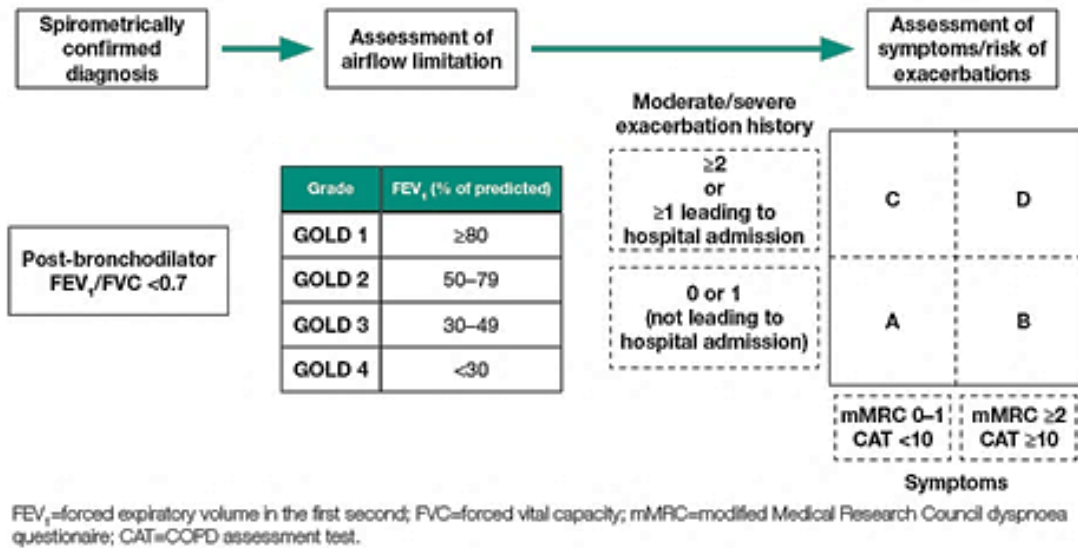 Spirometrically
confirmed
diagnosis
Assessment of
airflow limitation
Assessment of
symptoms/risk of
exacerbations
Moderate/severe
exacerbation history
Post-bronchodilator
FEV₁/FVC <0.7
Grade FEV₁ (% of predicted)
GOLD 1 ≥80
GOLD 2 50–79
GOLD 3 30–49
GOLD 4 <30
≥2
or
≥1 leading to
hospital admission
0 or 1
(not leading to
hospital admission)
C D
A B
mMRC 0–1 mMRC ≥2
CAT <10 CAT ≥10
Symptoms
FEV₁=forced expiratory volume in the first second; FVC=forced vital capacity; mMRC=modified Medical Research Council dyspnoea
questionaire; CAT=COPD assessment test.